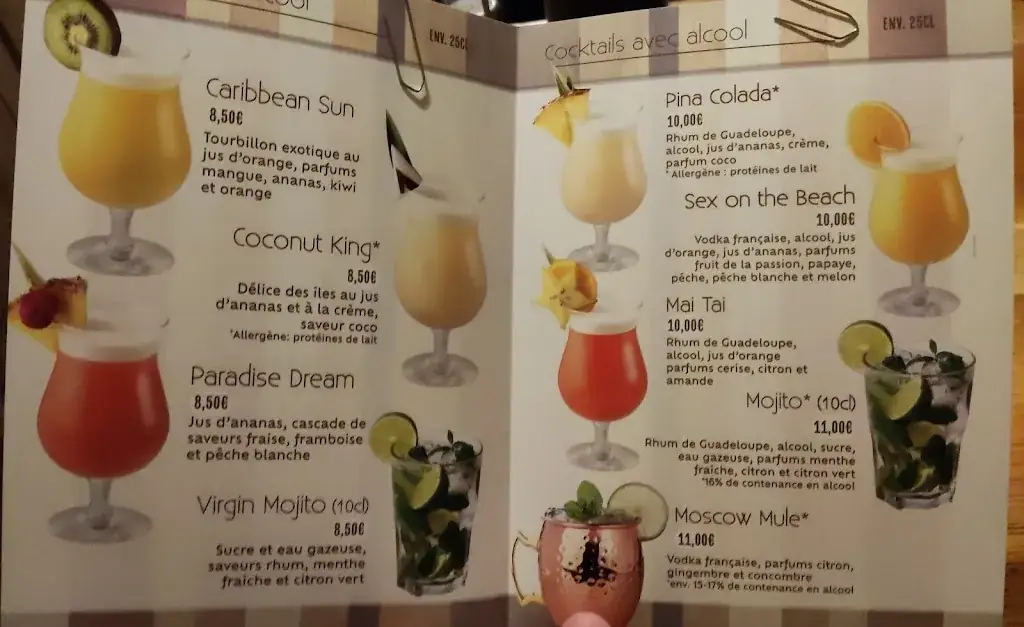 ENV. 25CL
Caribbean Sun
8,50€
Tourbillon exotique au
jus d'orange, parfums
mangue, ananas, kiwi
et orange
Coconut King*
8,50€
Délice des îles au jus
d'ananas et à la crème,
saveur coco
*Allergène: protéines de lait
Paradise Dream
8,50€
Jus d'ananas, cascade de
saveurs fraise, framboise
et pêche blanche
Virgin Mojito (10cl)
8,50€
Sucre et eau gazeuse,
saveurs rhum, menthe
fraiche et citron vert
Cocktails avec alcool
ENV. 25CL
Pina Colada*
10,00€
Rhum de Guadeloupe,
alcool, jus d'ananas, crème,
parfum coco
* Allergène : protéines de lait
Sex on the Beach
10,00€
Vodka française, alcool, jus
d'orange, jus d'ananas, parfums
fruit de la passion, papaye,
pêche, pêche blanche et melon
Mai Tai
10,00€
Rhum de Guadeloupe,
alcool, jus d'orange
parfums cerise, citron et
amande
Mojito* (10cl)
11,00€
Rhum de Guadeloupe, alcool, sucre,
eau gazeuse, parfums menthe
fraîche, citron et citron vert
*16% de contenance en alcool
Moscow Mule*
11,00€
Vodka française, parfums citron,
gingembre et concombre
*env. 15-17% de contenance en alcool